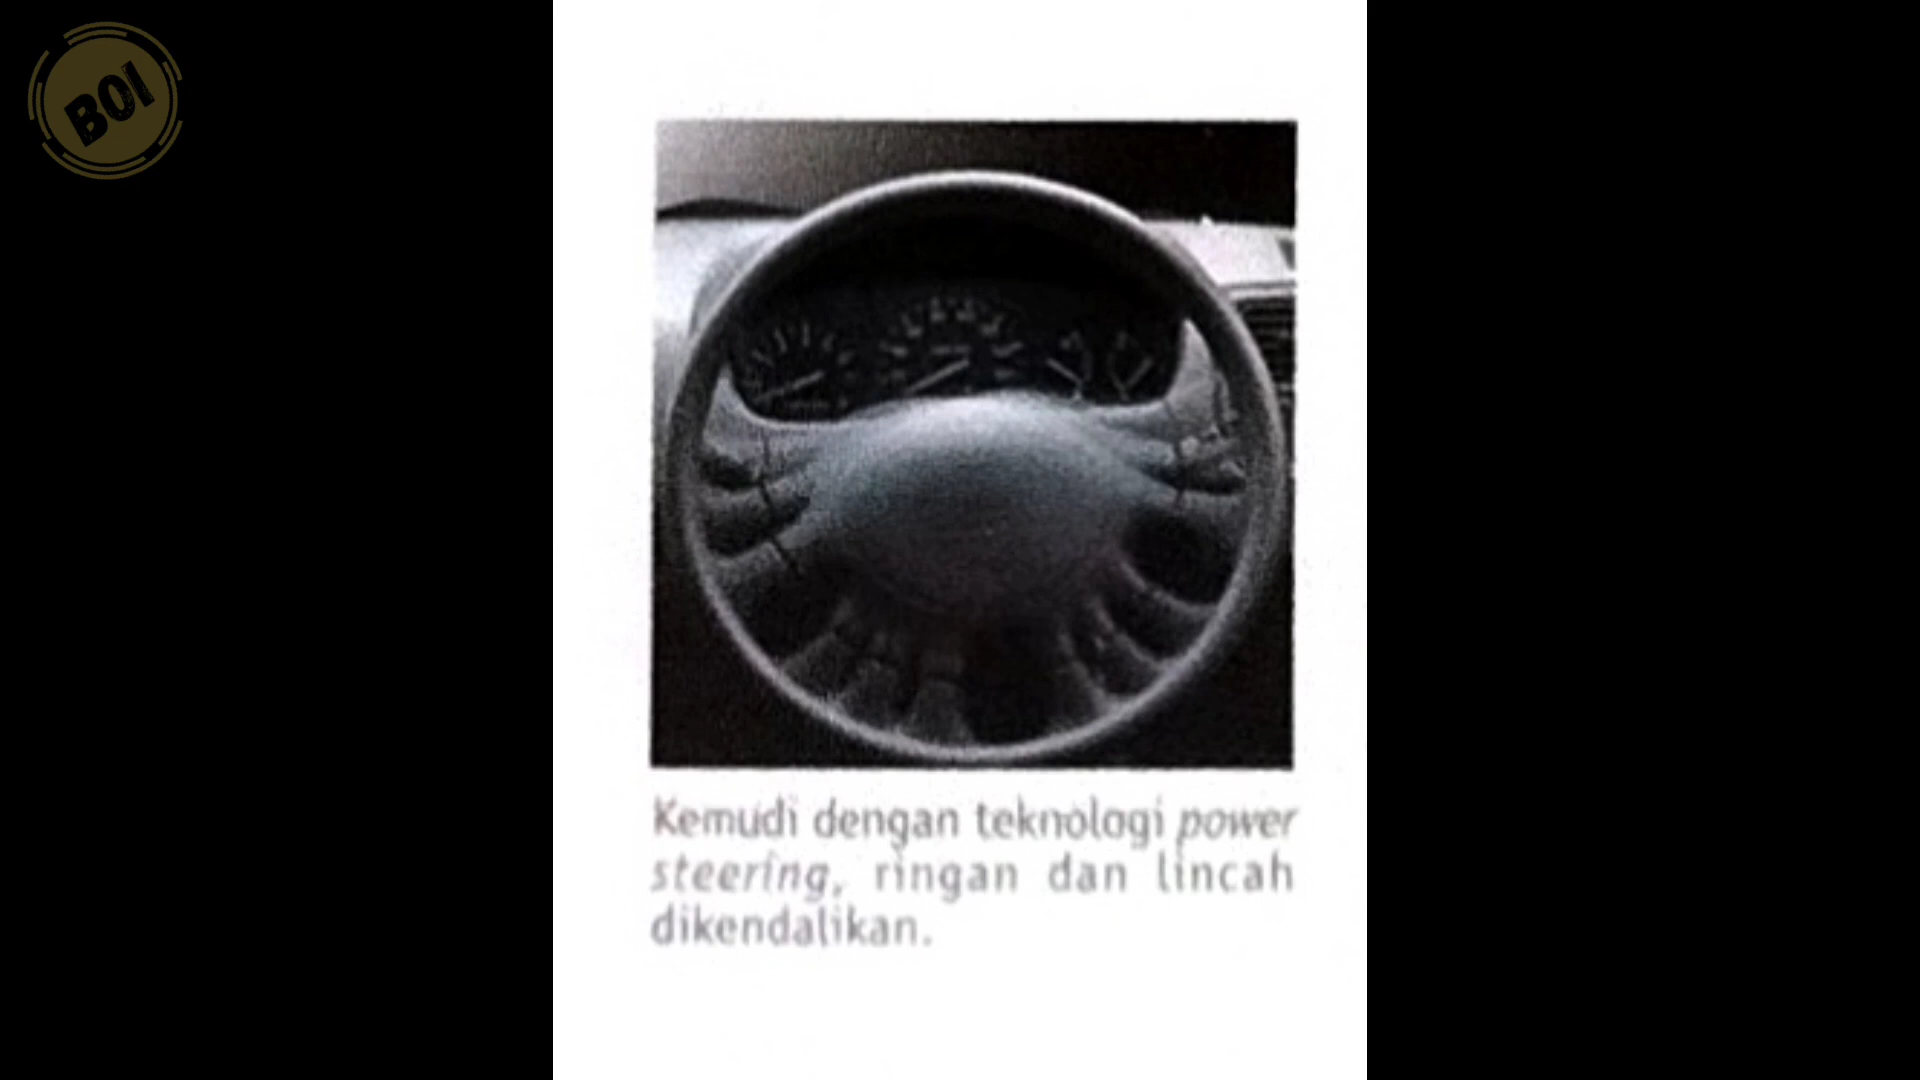 BOI
Kemudi dengan teknologi power
steering, ringan dan lincah
dikendalikan.